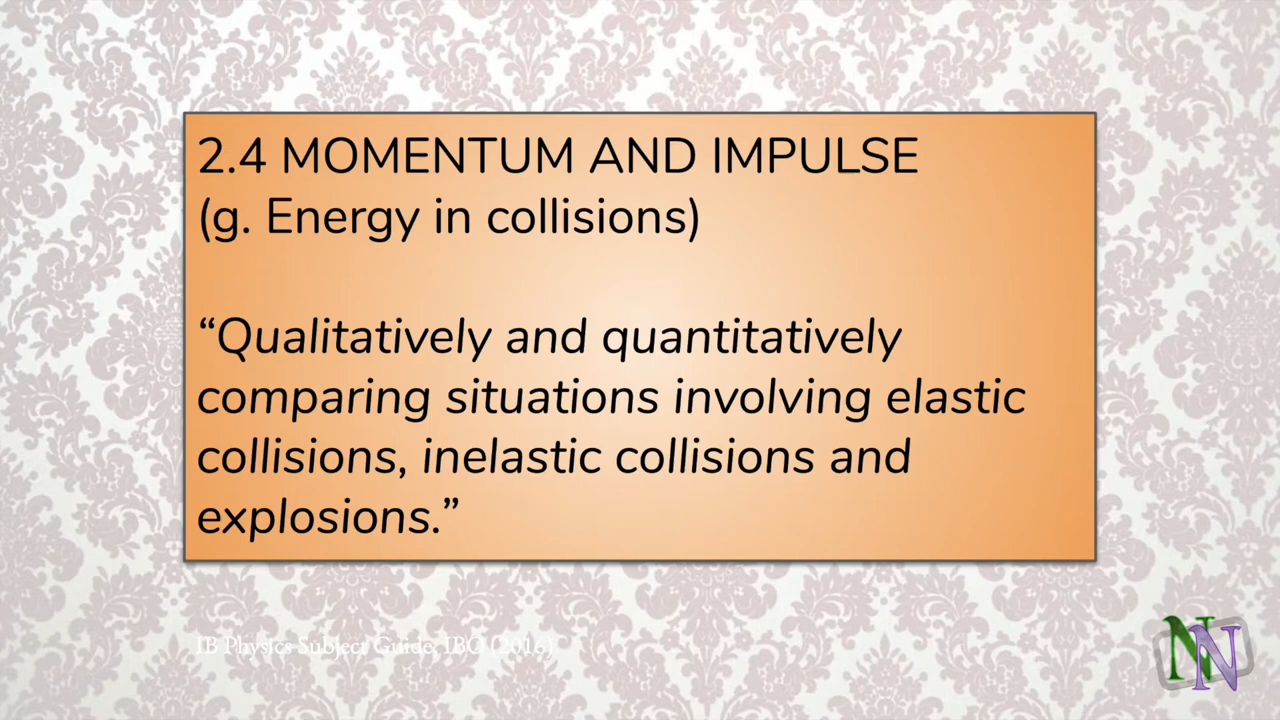 2.4 MOMENTUM AND IMPULSE
(g. Energy in collisions)
“Qualitatively and quantitatively
comparing situations involving elastic
collisions, inelastic collisions and
explosions.”
IB Physics Subject Guide, IBO (2016)
NN